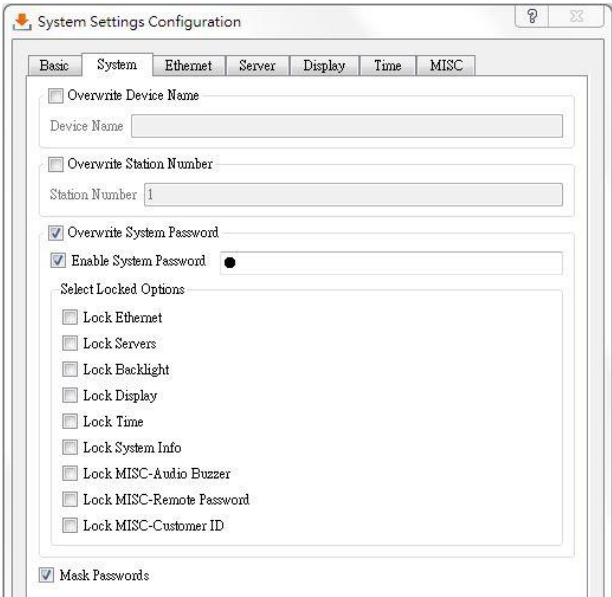 System Settings Configuration
Basic System Ethernet Server Display Time MISC
Overwrite Device Name
Device Name
Overwrite Station Number
Station Number 1
Overwrite System Password
Enable System Password ●
Select Locked Options
Lock Ethernet
Lock Servers
Lock Backlight
Lock Display
Lock Time
Lock System Info
Lock MISC-Audio Buzzer
Lock MISC-Remote Password
Lock MISC-Customer ID
Mask Passwords